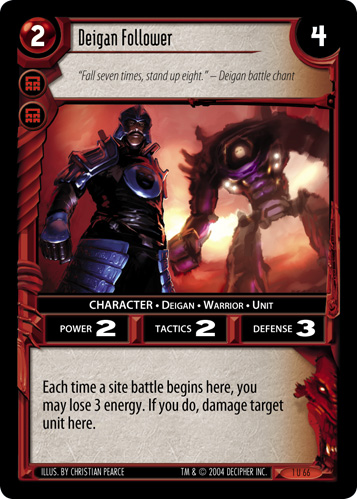 2
Deigan Follower
4
"Fall seven times, stand up eight." – Deigan battle chant
CHARACTER • DEIGAN • WARRIOR • UNIT
POWER 2 TACTICS 2 DEFENSE 3
Each time a site battle begins here, you
may lose 3 energy. If you do, damage target
unit here.
ILLUS. BY CHRISTIAN PEARCE TM & © 2004 DECIPHER INC. 1 U 66